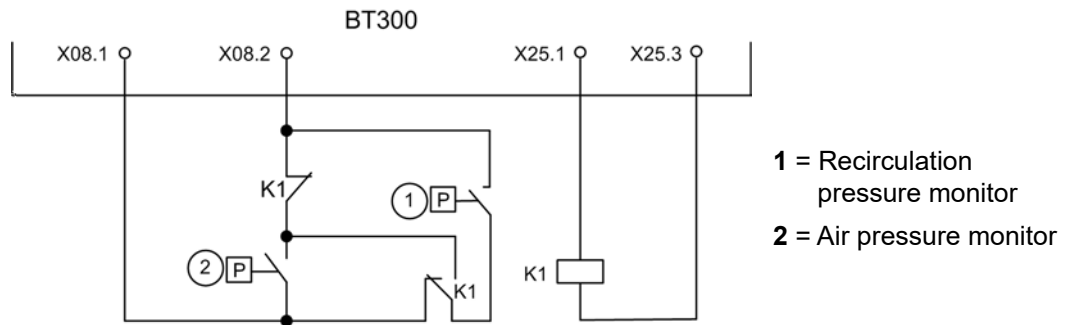 BT300
X08.1 X08.2 X25.1 X25.3
1 = Recirculation
pressure monitor
K1
1 P
2 = Air pressure monitor
2 P
K1 K1